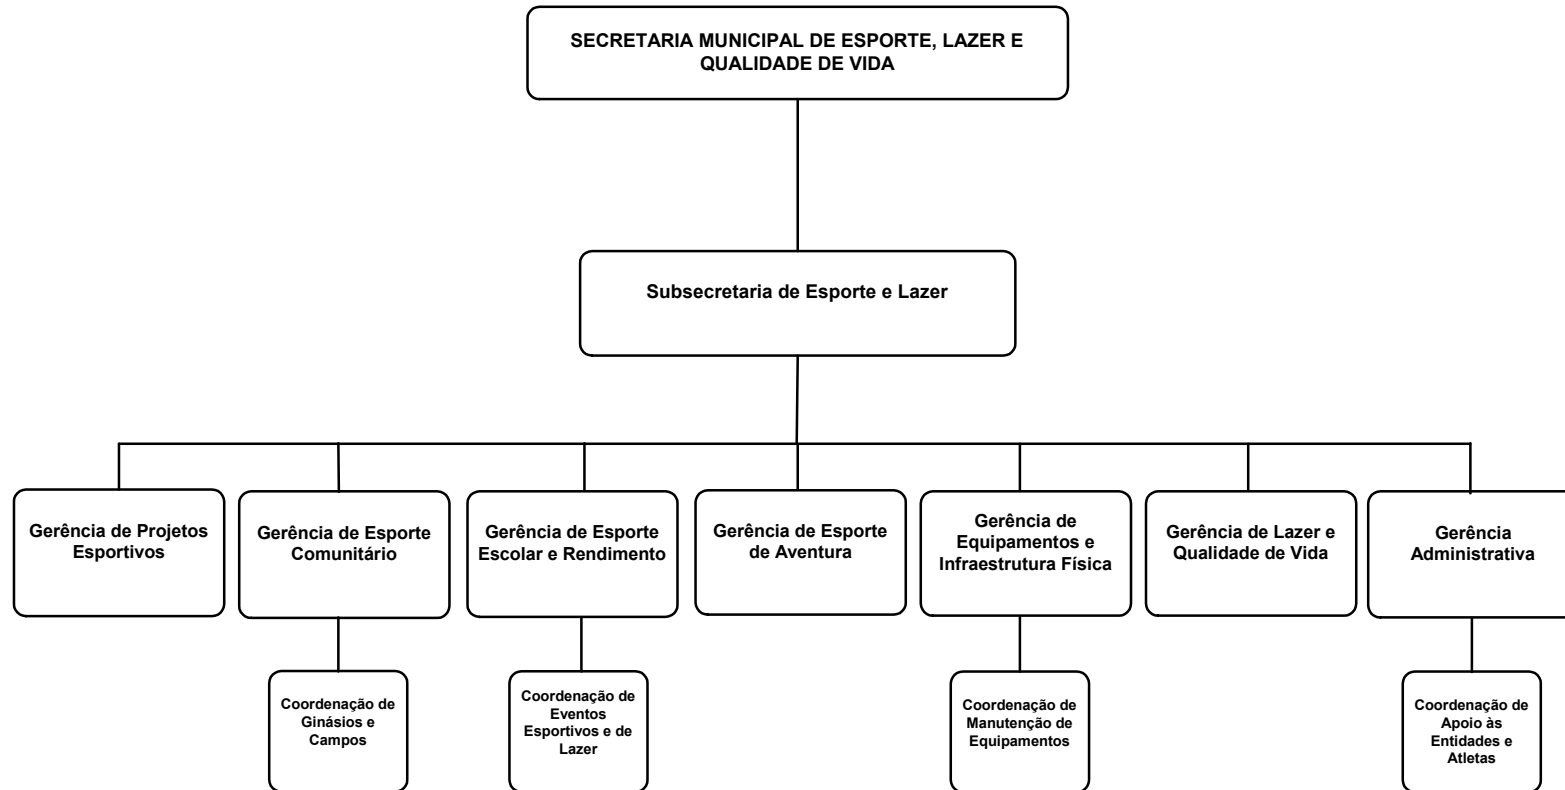 SECRETARIA MUNICIPAL DE ESPORTE, LAZER E
QUALIDADE DE VIDA
Subsecretaria de Esporte e Lazer
Gerência de Projetos
Esportivos
Gerência de Esporte
Comunitário
Gerência de Esporte
Escolar e Rendimento
Gerência de Esporte
de Aventura
Gerência de
Equipamentos e
Infraestrutura Física
Gerência de Lazer e
Qualidade de Vida
Gerência
Administrativa
Coordenação de
Ginásios e
Campos
Coordenação de
Eventos
Esportivos e de
Lazer
Coordenação de
Manutenção de
Equipamentos
Coordenação de
Apoio às
Entidades e
Atletas